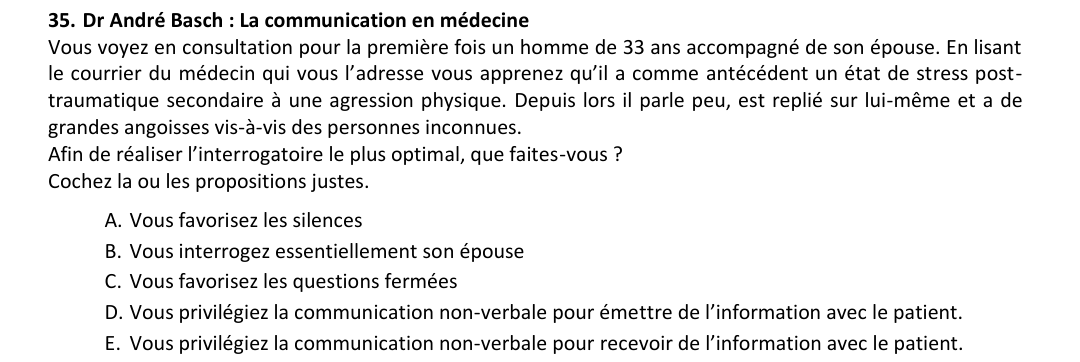 35. Dr André Basch : La communication en médecine
Vous voyez en consultation pour la première fois un homme de 33 ans accompagné de son épouse. En lisant
le courrier du médecin qui vous l’adresse vous apprenez qu’il a comme antécédent un état de stress post-
traumatique secondaire à une agression physique. Depuis lors il parle peu, est replié sur lui-même et a de
grandes angoisses vis-à-vis des personnes inconnues.
Afin de réaliser l’interrogatoire le plus optimal, que faites-vous ?
Cochez la ou les propositions justes.
A. Vous favorisez les silences
B. Vous interrogez essentiellement son épouse
C. Vous favorisez les questions fermées
D. Vous privilégiez la communication non-verbale pour émettre de l’information avec le patient.
E. Vous privilégiez la communication non-verbale pour recevoir de l’information avec le patient.